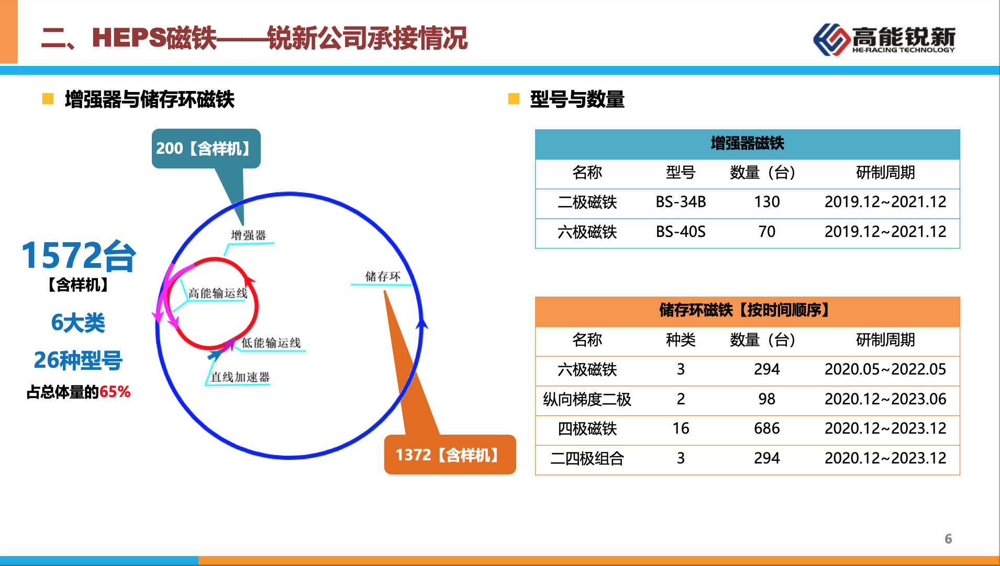 二、HEPS磁铁——锐新公司承接情况
高能锐新
HE-RACING TECHNOLOGY
增强器与储存环磁铁
200【含样机】
增强器
储存环
高能输运线
低能输运线
直线加速器
1372【含样机】
1572台
【含样机】
6大类
26种型号
占总体量的65%
型号与数量
增强器磁铁
名称 型号 数量（台） 研制周期
二极磁铁 BS-34B 130 2019.12~2021.12
六极磁铁 BS-40S 70 2019.12~2021.12
储存环磁铁【按时间顺序】
名称 种类 数量（台） 研制周期
六极磁铁 3 294 2020.05~2022.05
纵向梯度二极 2 98 2020.12~2023.06
四极磁铁 16 686 2020.12~2023.12
二四极组合 3 294 2020.12~2023.12
6